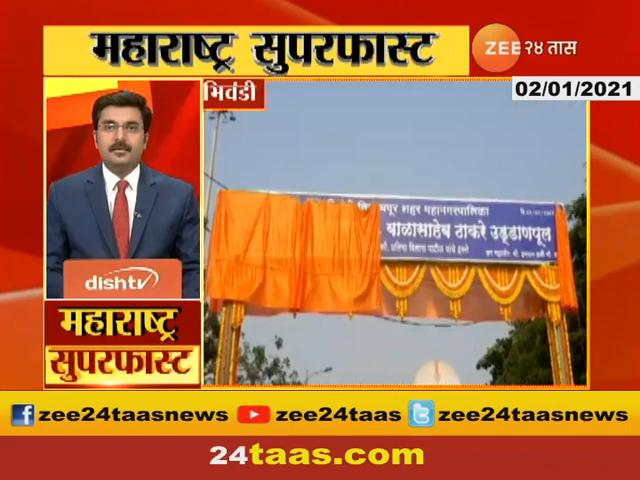 महाराष्ट्र सुपरफास्ट
ZEE २४ तास
भिवंडी
02/01/2021
शहर महानगरपालिका
बाळासाहेब ठाकरे उड्डाणपूल
dishtv
महाराष्ट्र
सुपरफास्ट
zee24taasnews
zee24taas
zee24taasnews
24taas.com